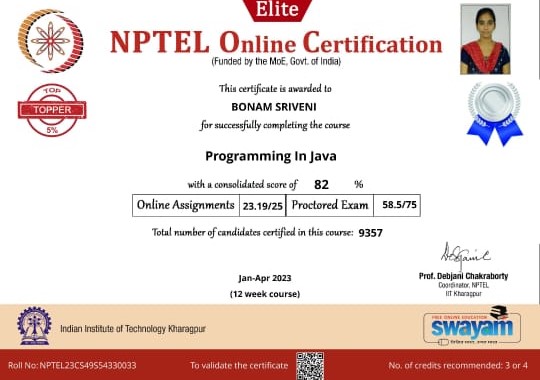 Elite
NPTEL Online Certification
(Funded by the MoE, Govt. of India)
TOP
TOPPER
5%
This certificate is awarded to
BONAM SRIVENI
for successfully completing the course
Programming In Java
with a consolidated score of 82 %
Online Assignments 23.19/25 Proctored Exam 58.5/75
Total number of candidates certified in this course: 9357
Jan-Apr 2023
(12 week course)
Prof. Debjani Chakraborty
Coordinator, NPTEL
IIT Kharagpur
Indian Institute of Technology Kharagpur
FREE ONLINE EDUCATION
swayam
शिक्षित भारत, उन्नत भारत
Roll No: NPTEL23CS49S54330033
To validate the certificate
No. of credits recommended: 3 or 4